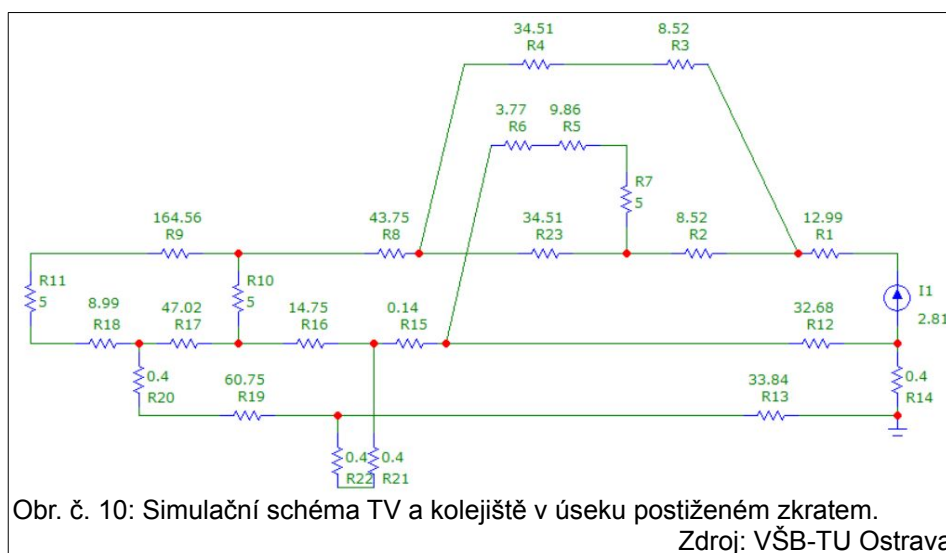 34.51 8.52
R4 R3
3.77 9.86
R6 R5
R7
5
164.56 43.75 34.51 8.52 12.99
R9 R8 R23 R2 R1
R11
5
R10
5
I1
2.81
8.99 47.02 14.75 0.14 32.68
R18 R17 R16 R15 R12
0.4
R20
60.75
R19
33.84
R13
0.4
R14
0.4 0.4
R22 R21
Obr. č. 10: Simulační schéma TV a kolejiště v úseku postiženém zkratem.
Zdroj: VŠB-TU Ostrava